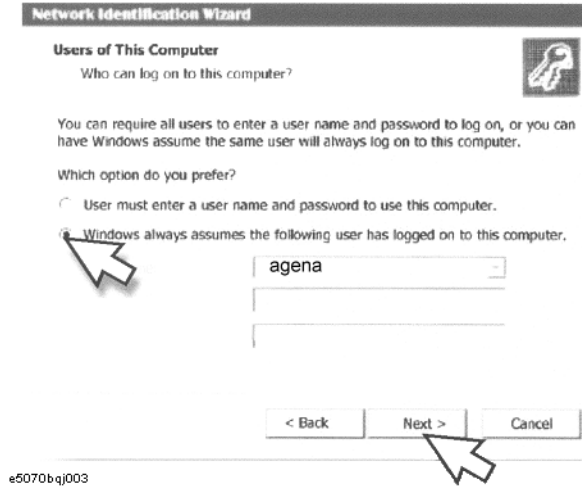 Network Identification Wizard
Users of This Computer
Who can log on to this computer?
You can require all users to enter a user name and password to log on, or you can
have Windows assume the same user will always log on to this computer.
Which option do you prefer?
User must enter a user name and password to use this computer.
Windows always assumes the following user has logged on to this computer.
agena
< Back Next > Cancel
e5070bqj003